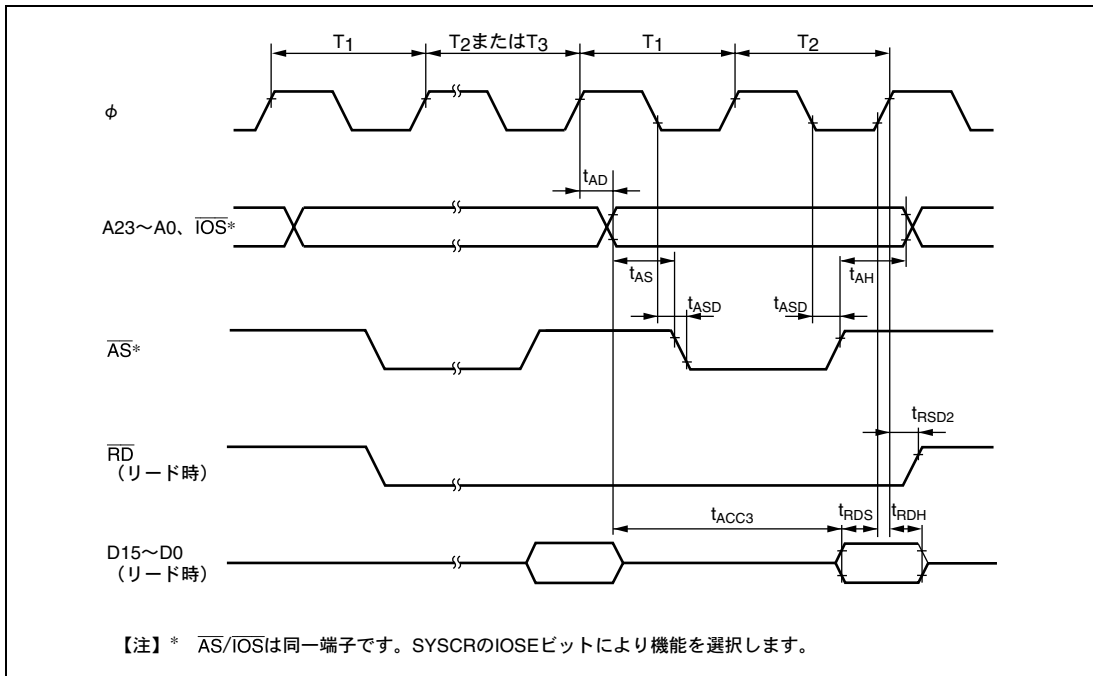 T1 T2またはT3 T1 T2
φ
tAD
A23〜A0、IOS*
tAS tAH
tASD tASD
AS*
tRSD2
RD
（リード時）
tACC3 tRDS tRDH
D15〜D0
（リード時）
【注】* AS/IOSは同一端子です。SYSCRのIOSEビットにより機能を選択します。